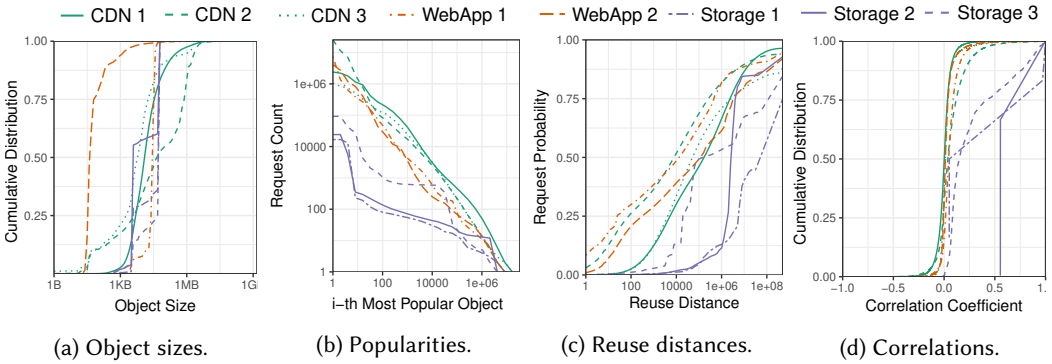 CDN 1 CDN 2 CDN 3 WebApp 1 WebApp 2 Storage 1 Storage 2 Storage 3
Cumulative Distribution
1.00
0.75
0.50
0.25
1B 1KB 1MB 1GB
Object Size
(a) Object sizes.
Request Count
1e+06
10000
100
1
1 100 10000 1e+06
i−th Most Popular Object
(b) Popularities.
Request Probability
1.00
0.75
0.50
0.25
0.00
1 100 10000 1e+06 1e+08
Reuse Distance
(c) Reuse distances.
Cumulative Distribution
1.00
0.75
0.50
0.25
0.00
−1.0 −0.5 0.0 0.5 1.
Correlation Coefficient
(d) Correlations.